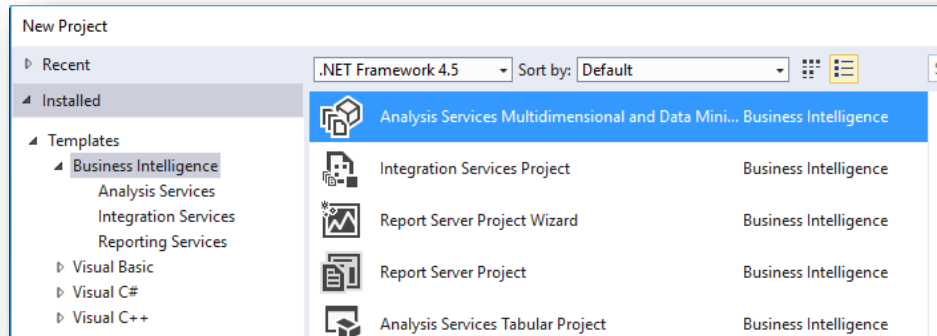 New Project
Recent
Installed
Templates
Business Intelligence
Analysis Services
Integration Services
Reporting Services
Visual Basic
Visual C#
Visual C++
.NET Framework 4.5 Sort by: Default
Analysis Services Multidimensional and Data Mini... Business Intelligence
Integration Services Project Business Intelligence
Report Server Project Wizard Business Intelligence
Report Server Project Business Intelligence
Analysis Services Tabular Project Business Intelligence